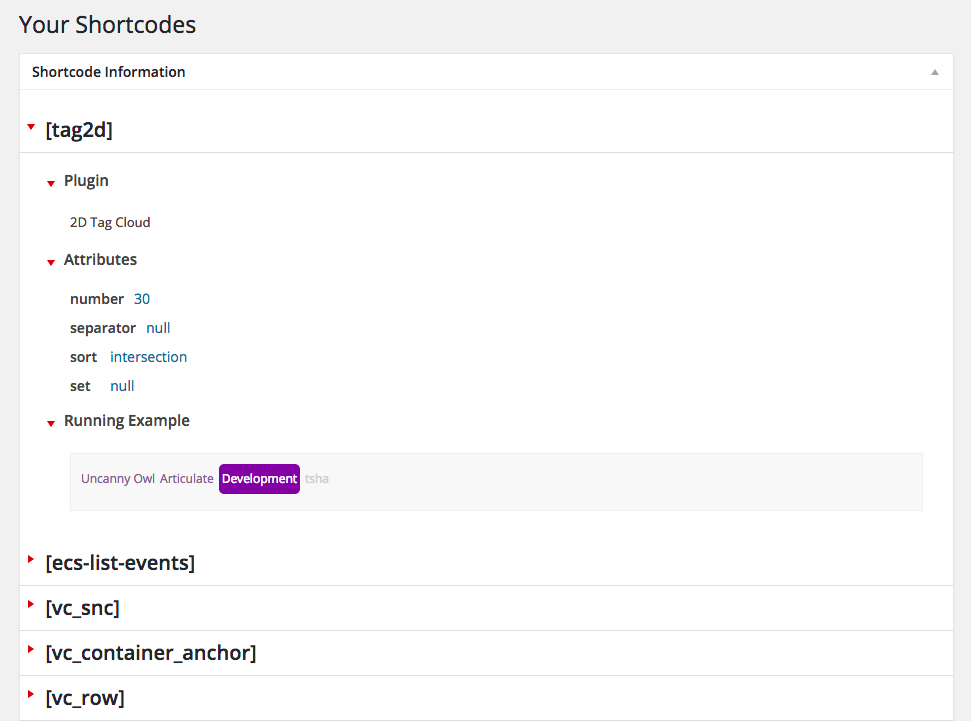 Your Shortcodes
Shortcode Information
[tag2d]
Plugin
2D Tag Cloud
Attributes
number 30
separator null
sort intersection
set null
Running Example
Uncanny Owl Articulate Development tsha
[ecs-list-events]
[vc_snc]
[vc_container_anchor]
[vc_row]